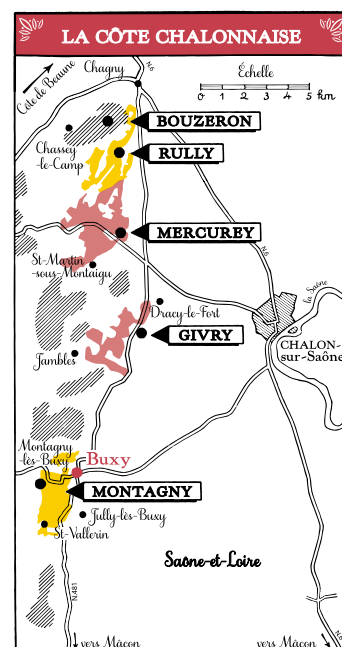 LA CÔTE CHALONNAISE
Chagny
N6
Échelle
0 1 2 3 4 5 km
Côte de Beaune
BOUZERON
Chassey
-le-Camp
RULLY
MERCUREY
N6
St-Martin
-sous-Montaigu
la Saône
Dracy-le-Fort
GIVRY
CHALON-
sur-Saône
Jambles
Montagny
-lès-Buxy
Buxy
MONTAGNY
Jully-lès-Buxy
St-Vallerin
Saône-et-Loire
N.481
N6
vers Mâcon
vers Mâcon